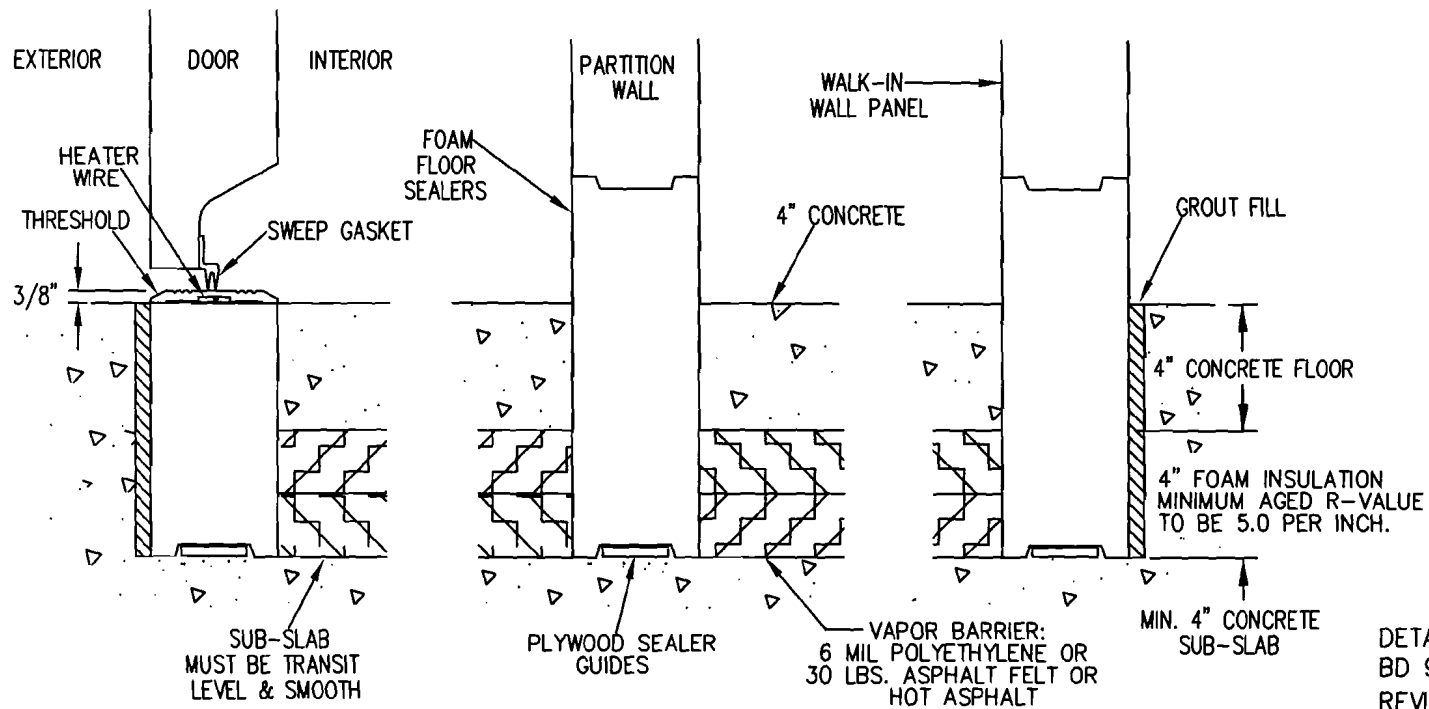 EXTERIOR
DOOR
INTERIOR
PARTITION
WALL
WALK-IN
WALL PANEL
HEATER
WIRE
FOAM
FLOOR
SEALERS
THRESHOLD
SWEEP GASKET
4" CONCRETE
GROUT FILL
3/8"
4" CONCRETE FLOOR
4" FOAM INSULATION
MINIMUM AGED R-VALUE
TO BE 5.0 PER INCH.
SUB-SLAB
MUST BE TRANSIT
LEVEL & SMOOTH
PLYWOOD SEALER
GUIDES
VAPOR BARRIER:
6 MIL POLYETHYLENE OR
30 LBS. ASPHALT FELT OR
HOT ASPHALT
MIN. 4" CONCRETE
SUB-SLAB
BD